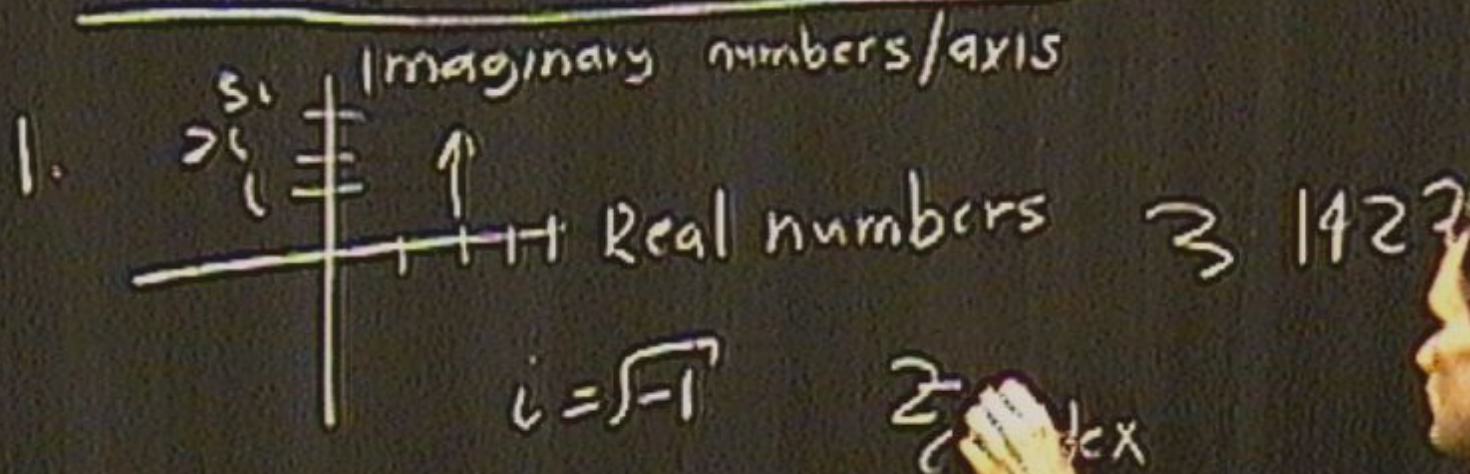 Imaginary numbers/axis
3i
1. 2i
i
Real numbers 3 1427
i = √-1 Z